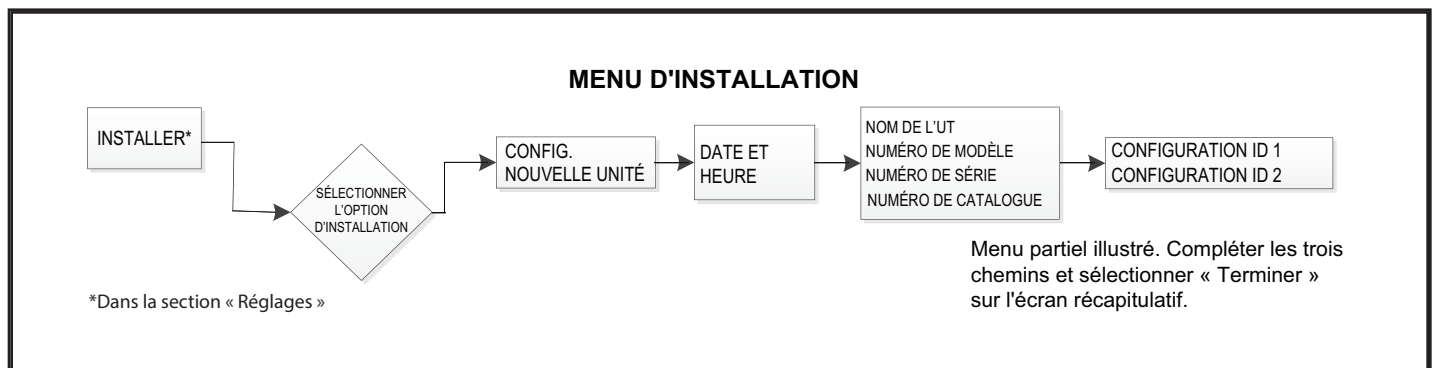 MENU D'INSTALLATION
INSTALLER*
SÉLECTIONNER
L'OPTION
D'INSTALLATION
CONFIG.
NOUVELLE UNITÉ
DATE ET
HEURE
NOM DE L’UT
NUMÉRO DE MODÈLE
NUMÉRO DE SÉRIE
NUMÉRO DE CATALOGUE
CONFIGURATION ID 1
CONFIGURATION ID 2
Menu partiel illustré. Compléter les trois
chemins et sélectionner « Terminer »
sur l'écran récapitulatif.
*Dans la section « Réglages »